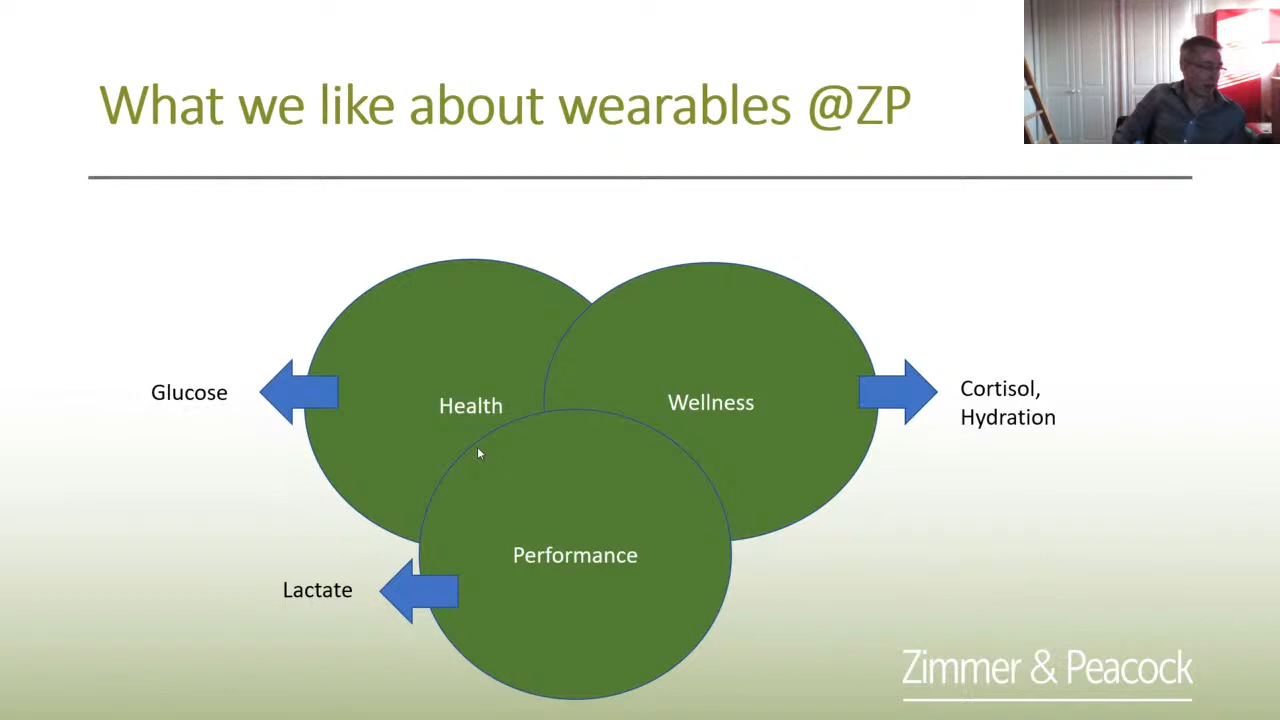 What we like about wearables @ZP
Glucose
Health
Wellness
Cortisol,
Hydration
Performance
Lactate
Zimmer & Peacock